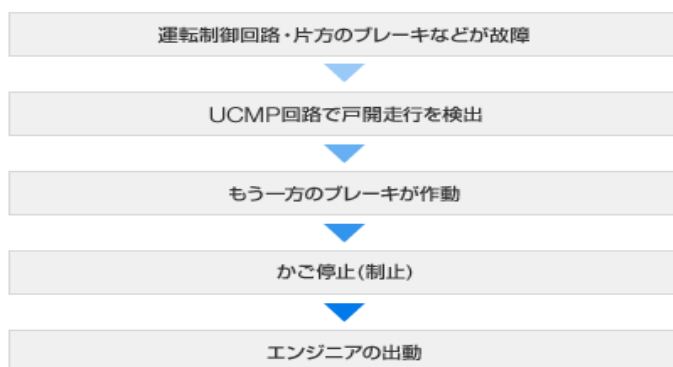 運転制御回路・片方のブレーキなどが故障
UCMP回路で戸開走行を検出
もう一方のブレーキが作動
かご停止(制止)
エンジニアの出動